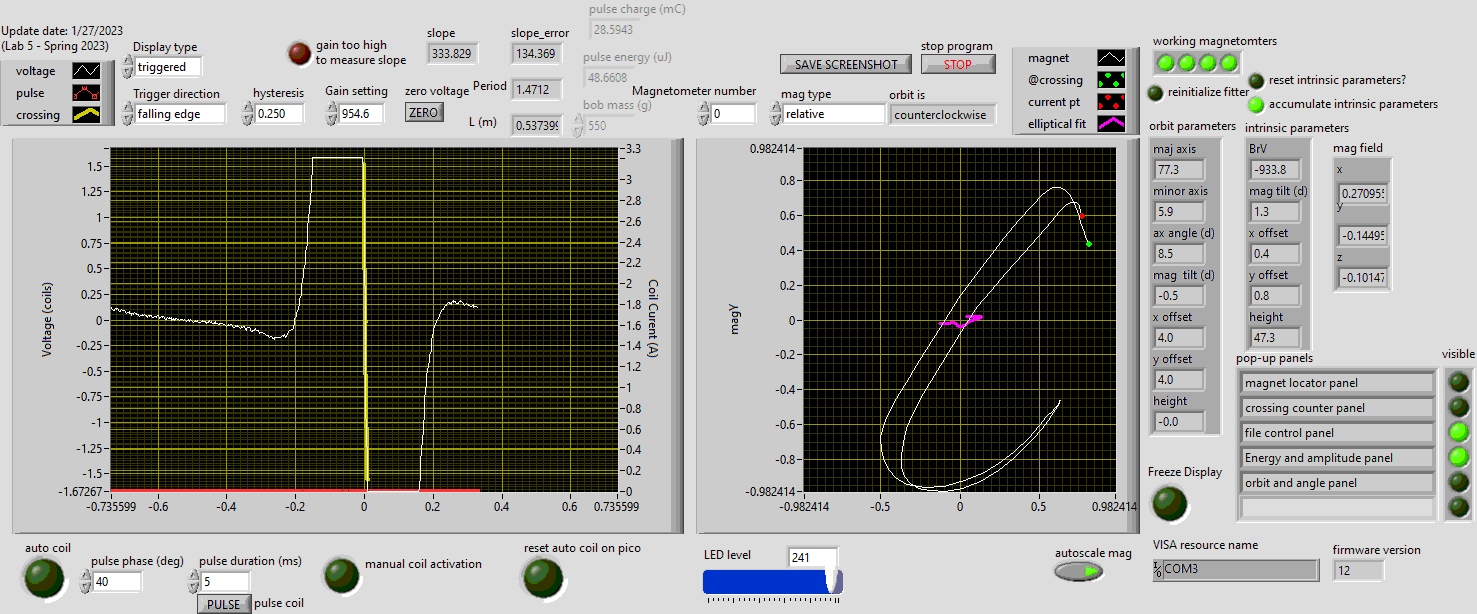 Update date: 1/27/2023
(Lab 5 - Spring 2023)
voltage
pulse
crossing
Display type
triggered
Trigger direction
falling edge
gain too high
to measure slope
hysteresis
0.250
Gain setting
954.6
slope
333.829
slope_error
134.369
zero voltage
ZERO
Period
1.4712
L (m)
0.537399
pulse charge (mC)
28.5943
pulse energy (uJ)
48.6608
bob mass (g)
550
Magnetometer number
0
SAVE SCREENSHOT
stop program
STOP
mag type
relative
orbit is
counterclockwise
magnet
@crossing
current pt
elliptical fit
working magnetomters
reset intrinsic parameters?
reinitialize fitter
accumulate intrinsic parameters
orbit parameters
maj axis
77.3
minor axis
5.9
ax angle (d)
8.5
mag tilt (d)
-0.5
x offset
4.0
y offset
4.0
height
-0.0
intrinsic parameters
BrV
-933.8
mag tilt (d)
1.3
x offset
0.4
y offset
0.8
height
47.3
mag field
x
0.27095
y
-0.1449
z
-0.10147
pop-up panels
visible
magnet locator panel
crossing counter panel
file control panel
Energy and amplitude panel
orbit and angle panel
Freeze Display
Voltage (coils)
1.5
1.25
1
0.75
0.5
0.25
0
-0.25
-0.5
-0.75
-1
-1.25
-1.5
-1.67267
-0.735599 -0.6 -0.4 -0.2 0 0.2 0.4 0.6 0.735599
3.3
3
2.8
2.6
2.4
2.2
2
1.8
1.6
1.4
1.2
1
0.8
0.6
0.4
0.2
0
Coil Curent (A)
magy
0.982414
0.8
0.6
0.4
0.2
0
-0.2
-0.4
-0.6
-0.8
-0.982414
-0.982414 -0.5 0 0.5 0.982414
auto coil
pulse phase (deg)
40
pulse duration (ms)
5
PULSE pulse coil
manual coil activation
reset auto coil on pico
LED level
241
autoscale mag
VISA resource name
COM3
firmware version
12